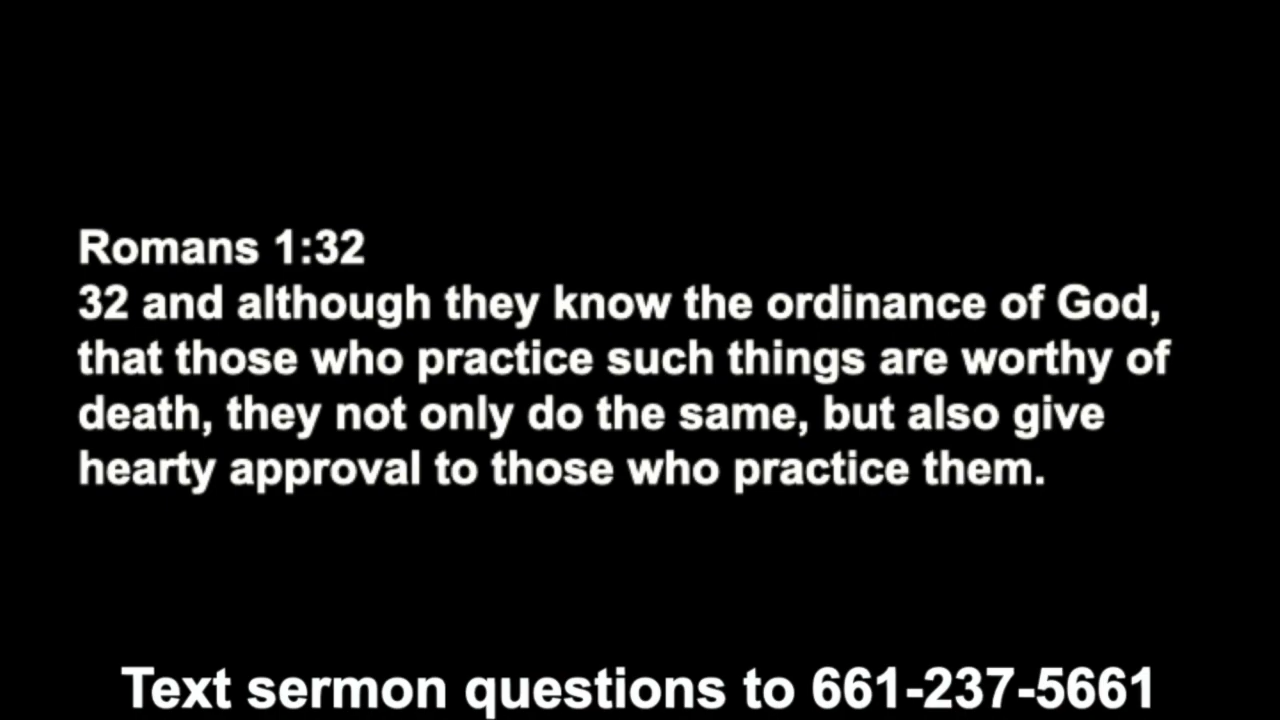 Romans 1:32
32 and although they know the ordinance of God,
that those who practice such things are worthy of
death, they not only do the same, but also give
hearty approval to those who practice them.
Text sermon questions to 661-237-5661